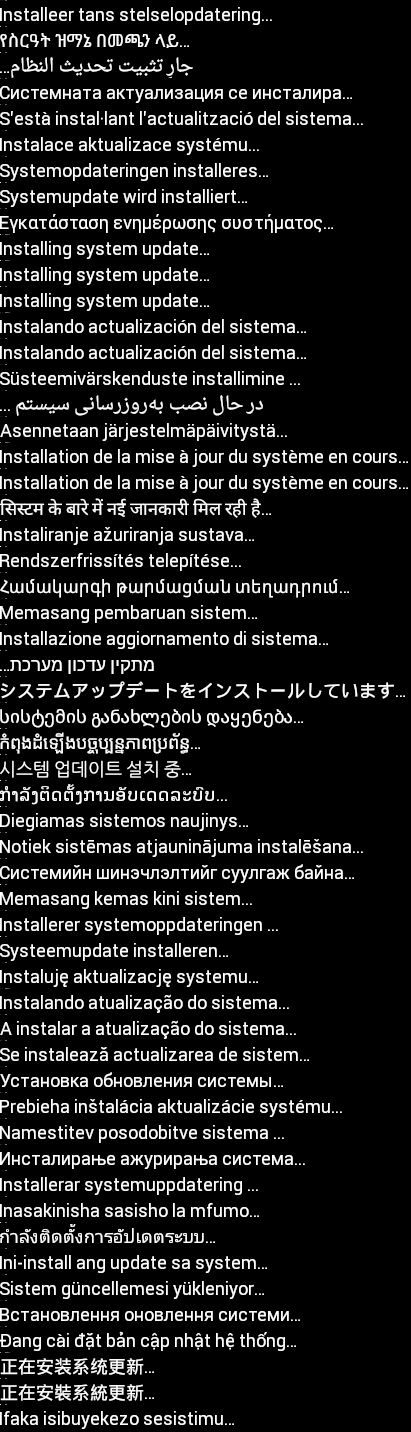 Installeer tans stelselopdatering...
የስርዓት ዝማኔ በመጫን ላይ...
جارٍ تثبيت تحديث النظام...
Системната актуализация се инсталира...
S'està instal·lant l'actualització del sistema...
Instalace aktualizace systému...
Systemopdateringen installeres...
Systemupdate wird installiert...
Εγκατάσταση ενημέρωσης συστήματος...
Installing system update...
Installing system update...
Installing system update...
Instalando actualización del sistema...
Instalando actualización del sistema...
Süsteemivärskenduste installimine ...
در حال نصب به‌روزرسانی سیستم ...
Asennetaan järjestelmäpäivitystä...
Installation de la mise à jour du système en cours...
Installation de la mise à jour du système en cours...
सिस्टम के बारे में नई जानकारी मिल रही है...
Instaliranje ažuriranja sustava...
Rendszerfrissítés telepítése...
Համակարգի թարմացման տեղադրում...
Memasang pembaruan sistem...
Installazione aggiornamento di sistema...
מתקין עדכון מערכת...
システムアップデートをインストールしています...
სისტემის განახლების დაყენება...
កំពុងដំឡើងបច្ចុប្បន្នភាពប្រព័ន្ធ...
시스템 업데이트 설치 중...
ກຳລັງຕິດຕັ້ງການອັບເດດລະບົບ...
Diegiamas sistemos naujinys...
Notiek sistēmas atjauninājuma instalēšana...
Системийн шинэчлэлтийг суулгаж байна...
Memasang kemas kini sistem...
Installerer systemoppdateringen ...
Systeemupdate installeren...
Instaluję aktualizację systemu...
Instalando atualização do sistema...
A instalar a atualização do sistema...
Se instalează actualizarea de sistem...
Установка обновления системы...
Prebieha inštalácia aktualizácie systému...
Namestitev posodobitve sistema ...
Инсталирање ажурирања система...
Installerar systemuppdatering ...
Inasakinisha sasisho la mfumo...
กำลังติดตั้งการอัปเดตระบบ...
Ini-install ang update sa system...
Sistem güncellemesi yükleniyor...
Встановлення оновлення системи...
Đang cài đặt bản cập nhật hệ thống...
正在安装系统更新...
正在安裝系統更新...
Ifaka isibuyekezo sesistimu...